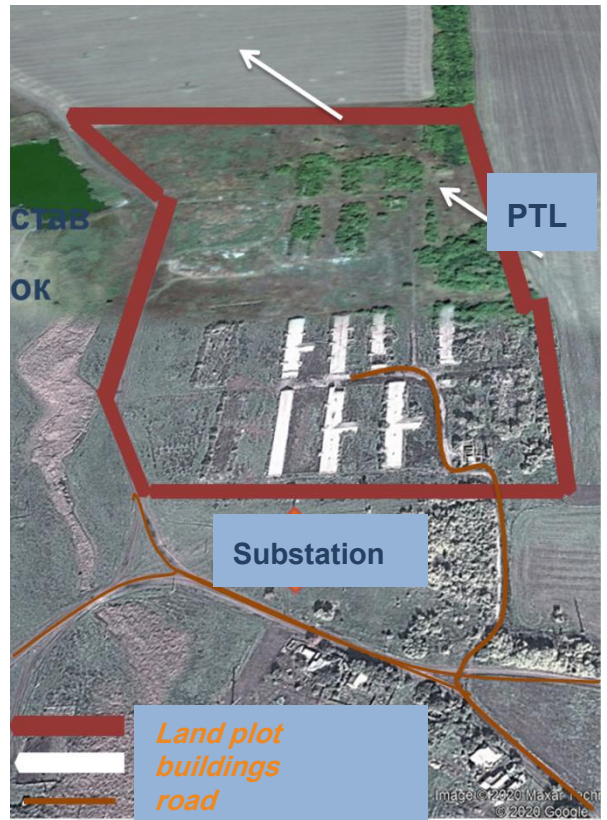 PTL
став
ок
Substation
Land plot
buildings
road
Image © 2020 Maxar Techn
© 2020 Google